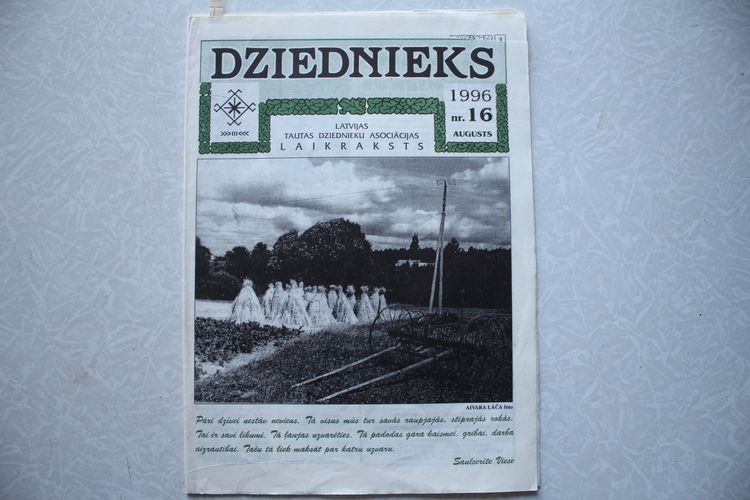 DZIEDNIEKS
1996
nr. 16
AUGUSTS
LATVIJAS
TAUTAS DZIEDNIEKU ASOCIĀCIJAS
LAIKRAKSTS
AIVARA LĀČA foto
Pāri dzīvei nestāv neviens. Tā visus mūs tur savās raupjajās, stiprajās rokās.
Tai ir savi likumi. Tā ļaujas uzvarēties. Tā padodas gara kaismei, gribai, darba
aizrautībai. Taču tā liek maksāt par katru uzvaru.
Saulcerīte Viese